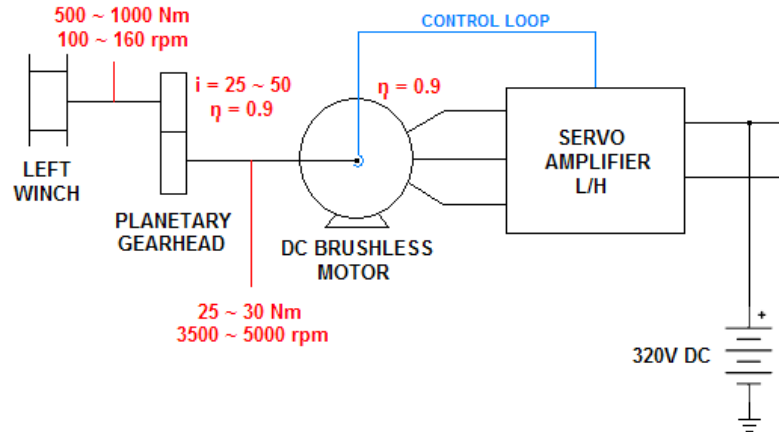 500 ~ 1000 Nm
100 ~ 160 rpm
CONTROL LOOP
i = 25 ~ 50
η = 0.9
η = 0.9
SERVO
AMPLIFIER
L/H
LEFT
WINCH
PLANETARY
GEARHEAD
DC BRUSHLESS
MOTOR
25 ~ 30 Nm
3500 ~ 5000 rpm
+
320V DC